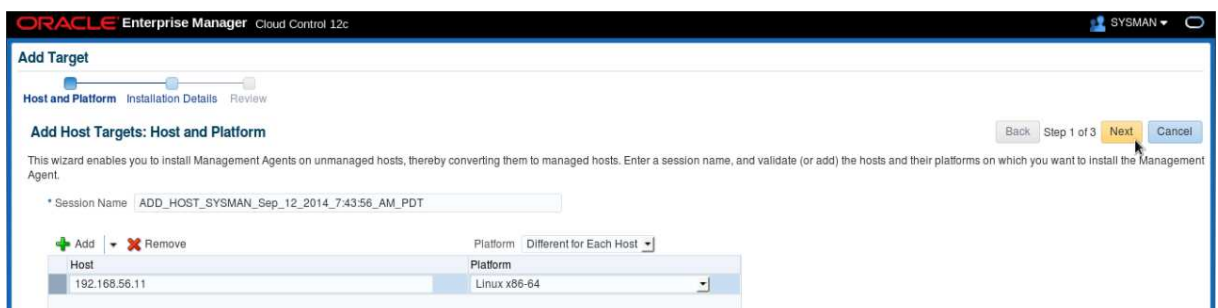 ORACLE Enterprise Manager Cloud Control 12c SYSMAN
Add Target
Host and Platform Installation Details Review
Add Host Targets: Host and Platform Back Step 1 of 3 Next Cancel
This wizard enables you to install Management Agents on unmanaged hosts, thereby converting them to managed hosts. Enter a session name, and validate (or add) the hosts and their platforms on which you want to install the Management
Agent.
* Session Name ADD_HOST_SYSMAN_Sep_12_2014_7:43:56_AM_PDT
Add Remove Platform Different for Each Host
Host Platform
192.168.56.11 Linux x86-64